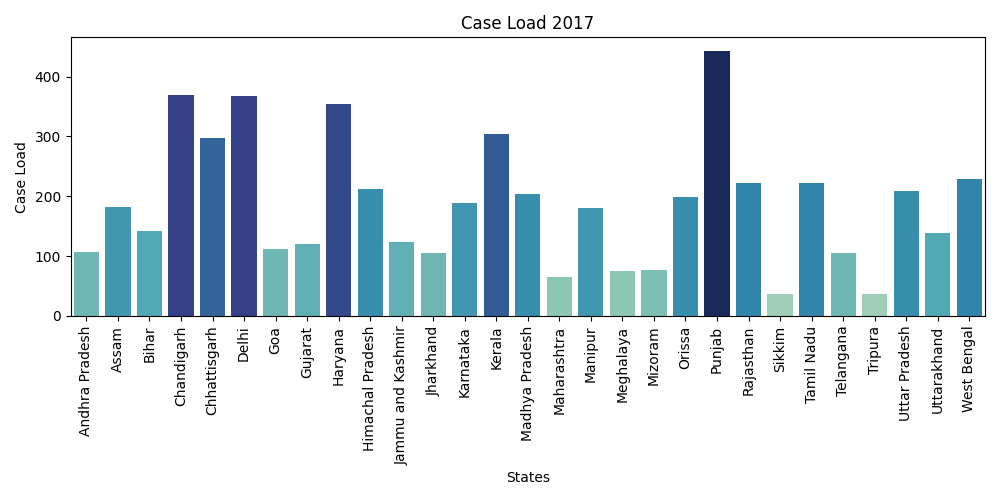 Case Load 2017
Case Load
400
300
200
100
0
Andhra Pradesh
Assam
Bihar
Chandigarh
Chhattisgarh
Delhi
Goa
Gujarat
Haryana
Himachal Pradesh
Jammu and Kashmir
Jharkhand
Karnataka
Kerala
Madhya Pradesh
Maharashtra
Manipur
Meghalaya
Mizoram
Orissa
Punjab
Rajasthan
Sikkim
Tamil Nadu
Telangana
Tripura
Uttar Pradesh
Uttarakhand
West Bengal
States